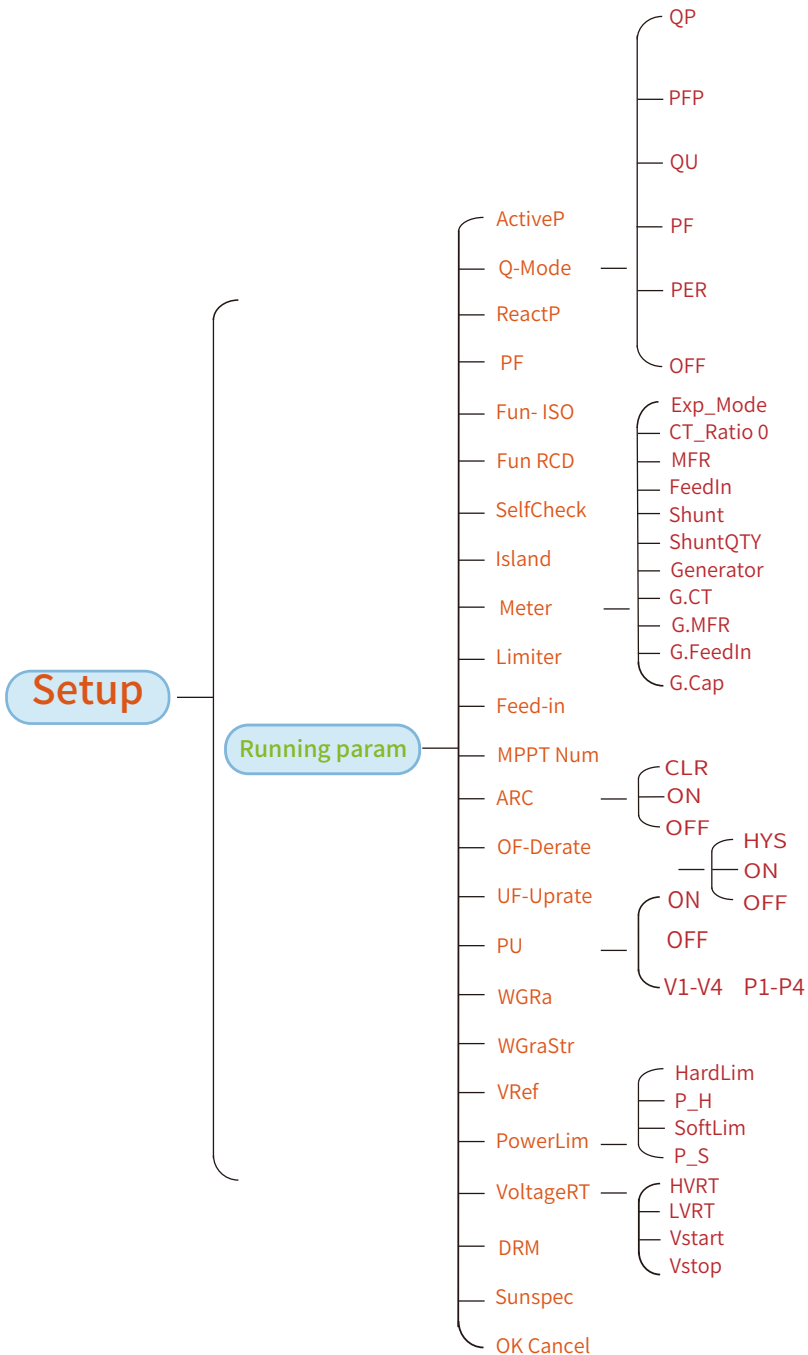 Setup
Running param
ActiveP
Q-Mode
QP
PFP
QU
PF
PER
OFF
ReactP
PF
Fun- ISO
Fun RCD
SelfCheck
Island
Meter
Exp_Mode
CT_Ratio 0
MFR
FeedIn
Shunt
ShuntQTY
Generator
G.CT
G.MFR
G.FeedIn
G.Cap
Limiter
Feed-in
MPPT Num
ARC
CLR
ON
OFF
OF-Derate
UF-Uprate
HYS
ON
OFF
PU
ON
OFF
V1-V4 P1-P4
WGRa
WGraStr
VRef
PowerLim
HardLim
P_H
SoftLim
P_S
VoltageRT
HVRT
LVRT
Vstart
Vstop
DRM
Sunspec
OK Cancel